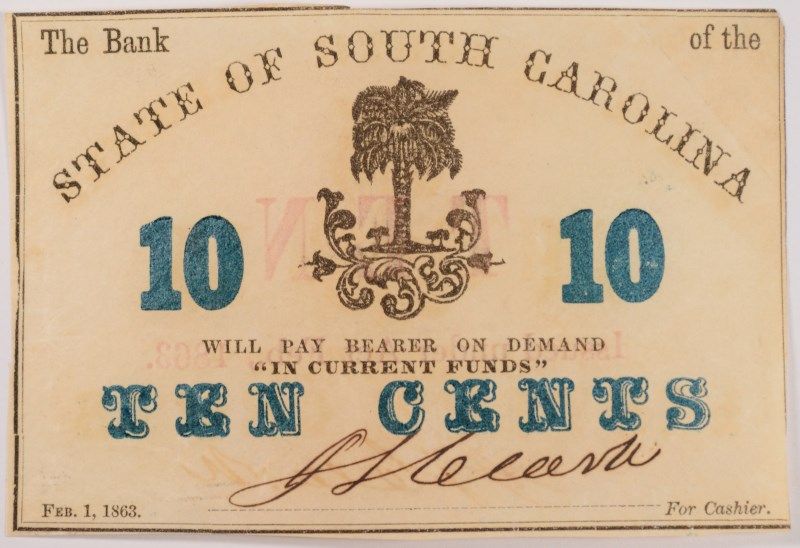 The Bank of the
STATE OF SOUTH CAROLINA
10 10
WILL PAY BEARER ON DEMAND
"IN CURRENT FUNDS"
TEN CENTS
FEB. 1, 1863. For Cashier.